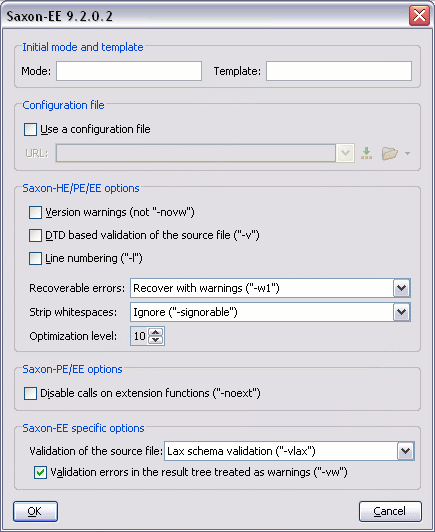 Saxon-EE 9.2.0.2
Initial mode and template
Mode: Template:
Configuration file
Use a configuration file
URL:
Saxon-HE/PE/EE options
Version warnings (not "-novw")
DTD based validation of the source file ("-v")
Line numbering ("-l")
Recoverable errors: Recover with warnings ("-w1")
Strip whitespaces: Ignore ("-signorable")
Optimization level: 10
Saxon-PE/EE options
Disable calls on extension functions ("-noext")
Saxon-EE specific options
Validation of the source file: Lax schema validation ("-vlax")
Validation errors in the result tree treated as warnings ("-vw")
OK Cancel